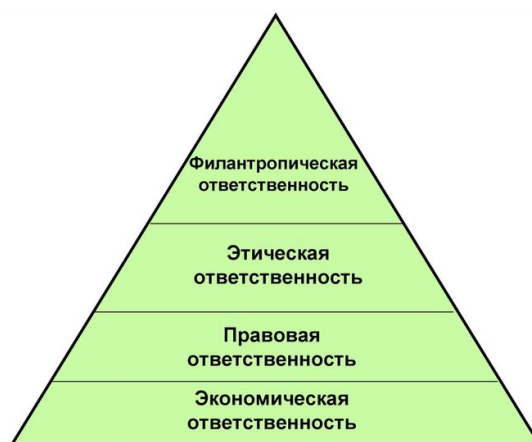 Филантропическая
ответственность
Этическая
ответственность
Правовая
ответственность
Экономическая
ответственность